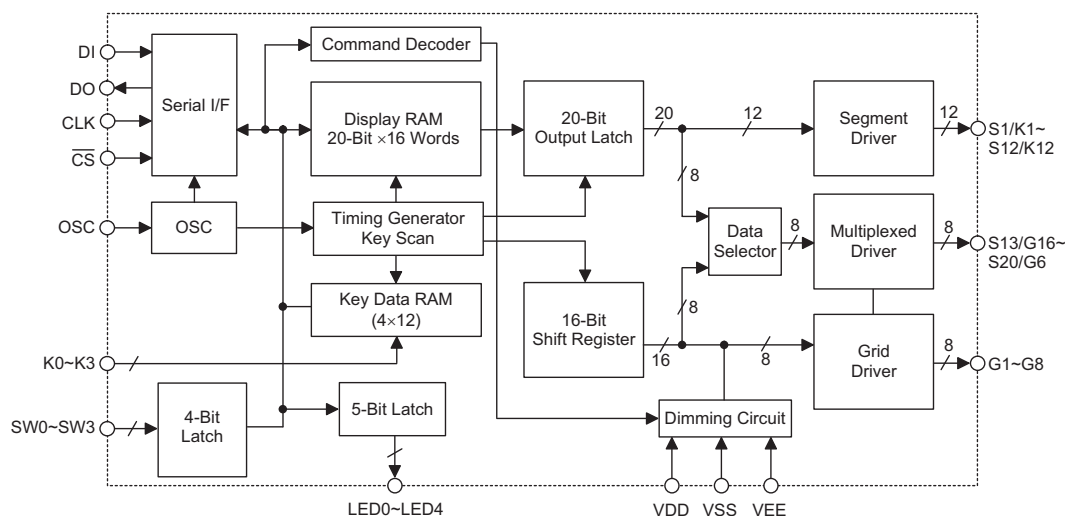 DI
DO
CLK
CS
OSC
K0~K3
SW0~SW3
Serial I/F
OSC
4-Bit
Latch
Command Decoder
Display RAM
20-Bit ×16 Words
Timing Generator
Key Scan
Key Data RAM
(4×12)
5-Bit Latch
LED0~LED4
20-Bit
Output Latch
16-Bit
Shift Register
20
12
8
8
16
8
Data
Selector
8
Dimming Circuit
VDD
VSS
VEE
Segment
Driver
Multiplexed
Driver
Grid
Driver
12
8
8
S1/K1~
S12/K12
S13/G16~
S20/G6
G1~G8